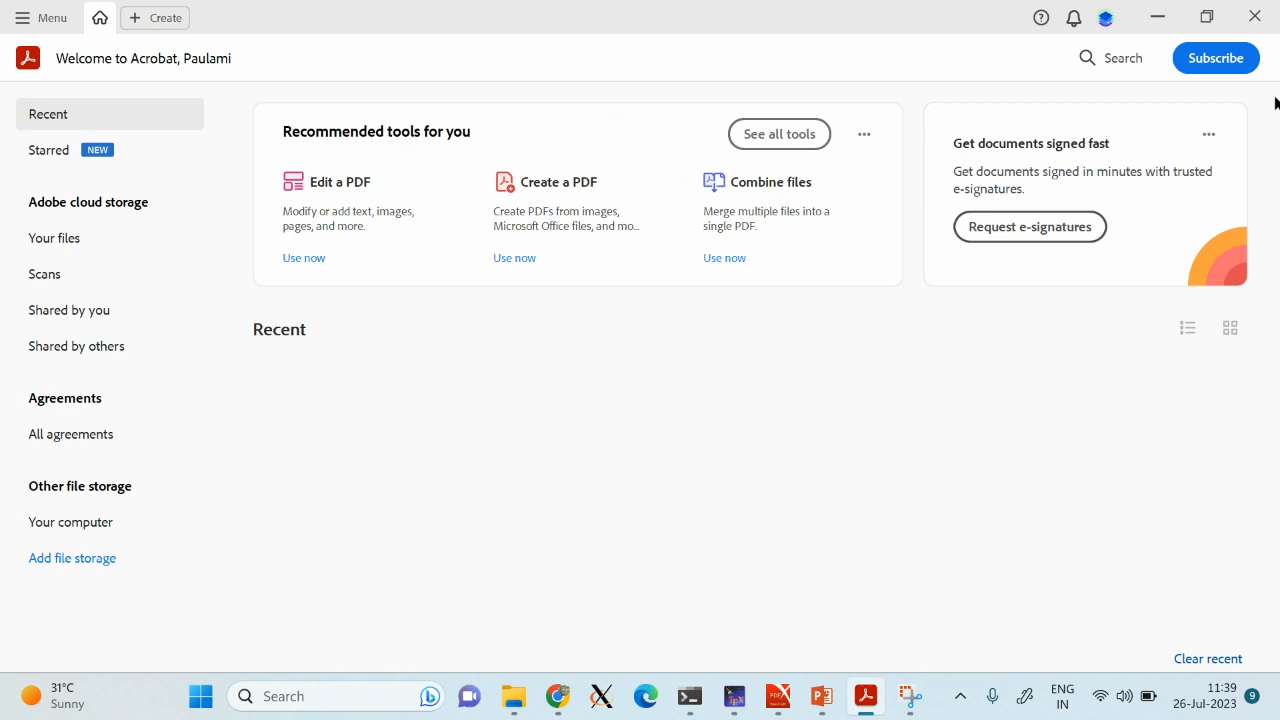 Menu
Create
Welcome to Acrobat, Paulami
Search
Subscribe
Recent
Starred NEW
Adobe cloud storage
Your files
Scans
Shared by you
Shared by others
Agreements
All agreements
Other file storage
Your computer
Add file storage
Recommended tools for you
See all tools
Edit a PDF
Modify or add text, images,
pages, and more.
Use now
Create a PDF
Create PDFs from images,
Microsoft Office files, and mo...
Use now
Combine files
Merge multiple files into a
single PDF.
Use now
Get documents signed fast
Get documents signed in minutes with trusted
e-signatures.
Request e-signatures
Recent
Clear recent
31°C
Sunny
Search
ENG
IN
11:39
26-Jul-2023
9